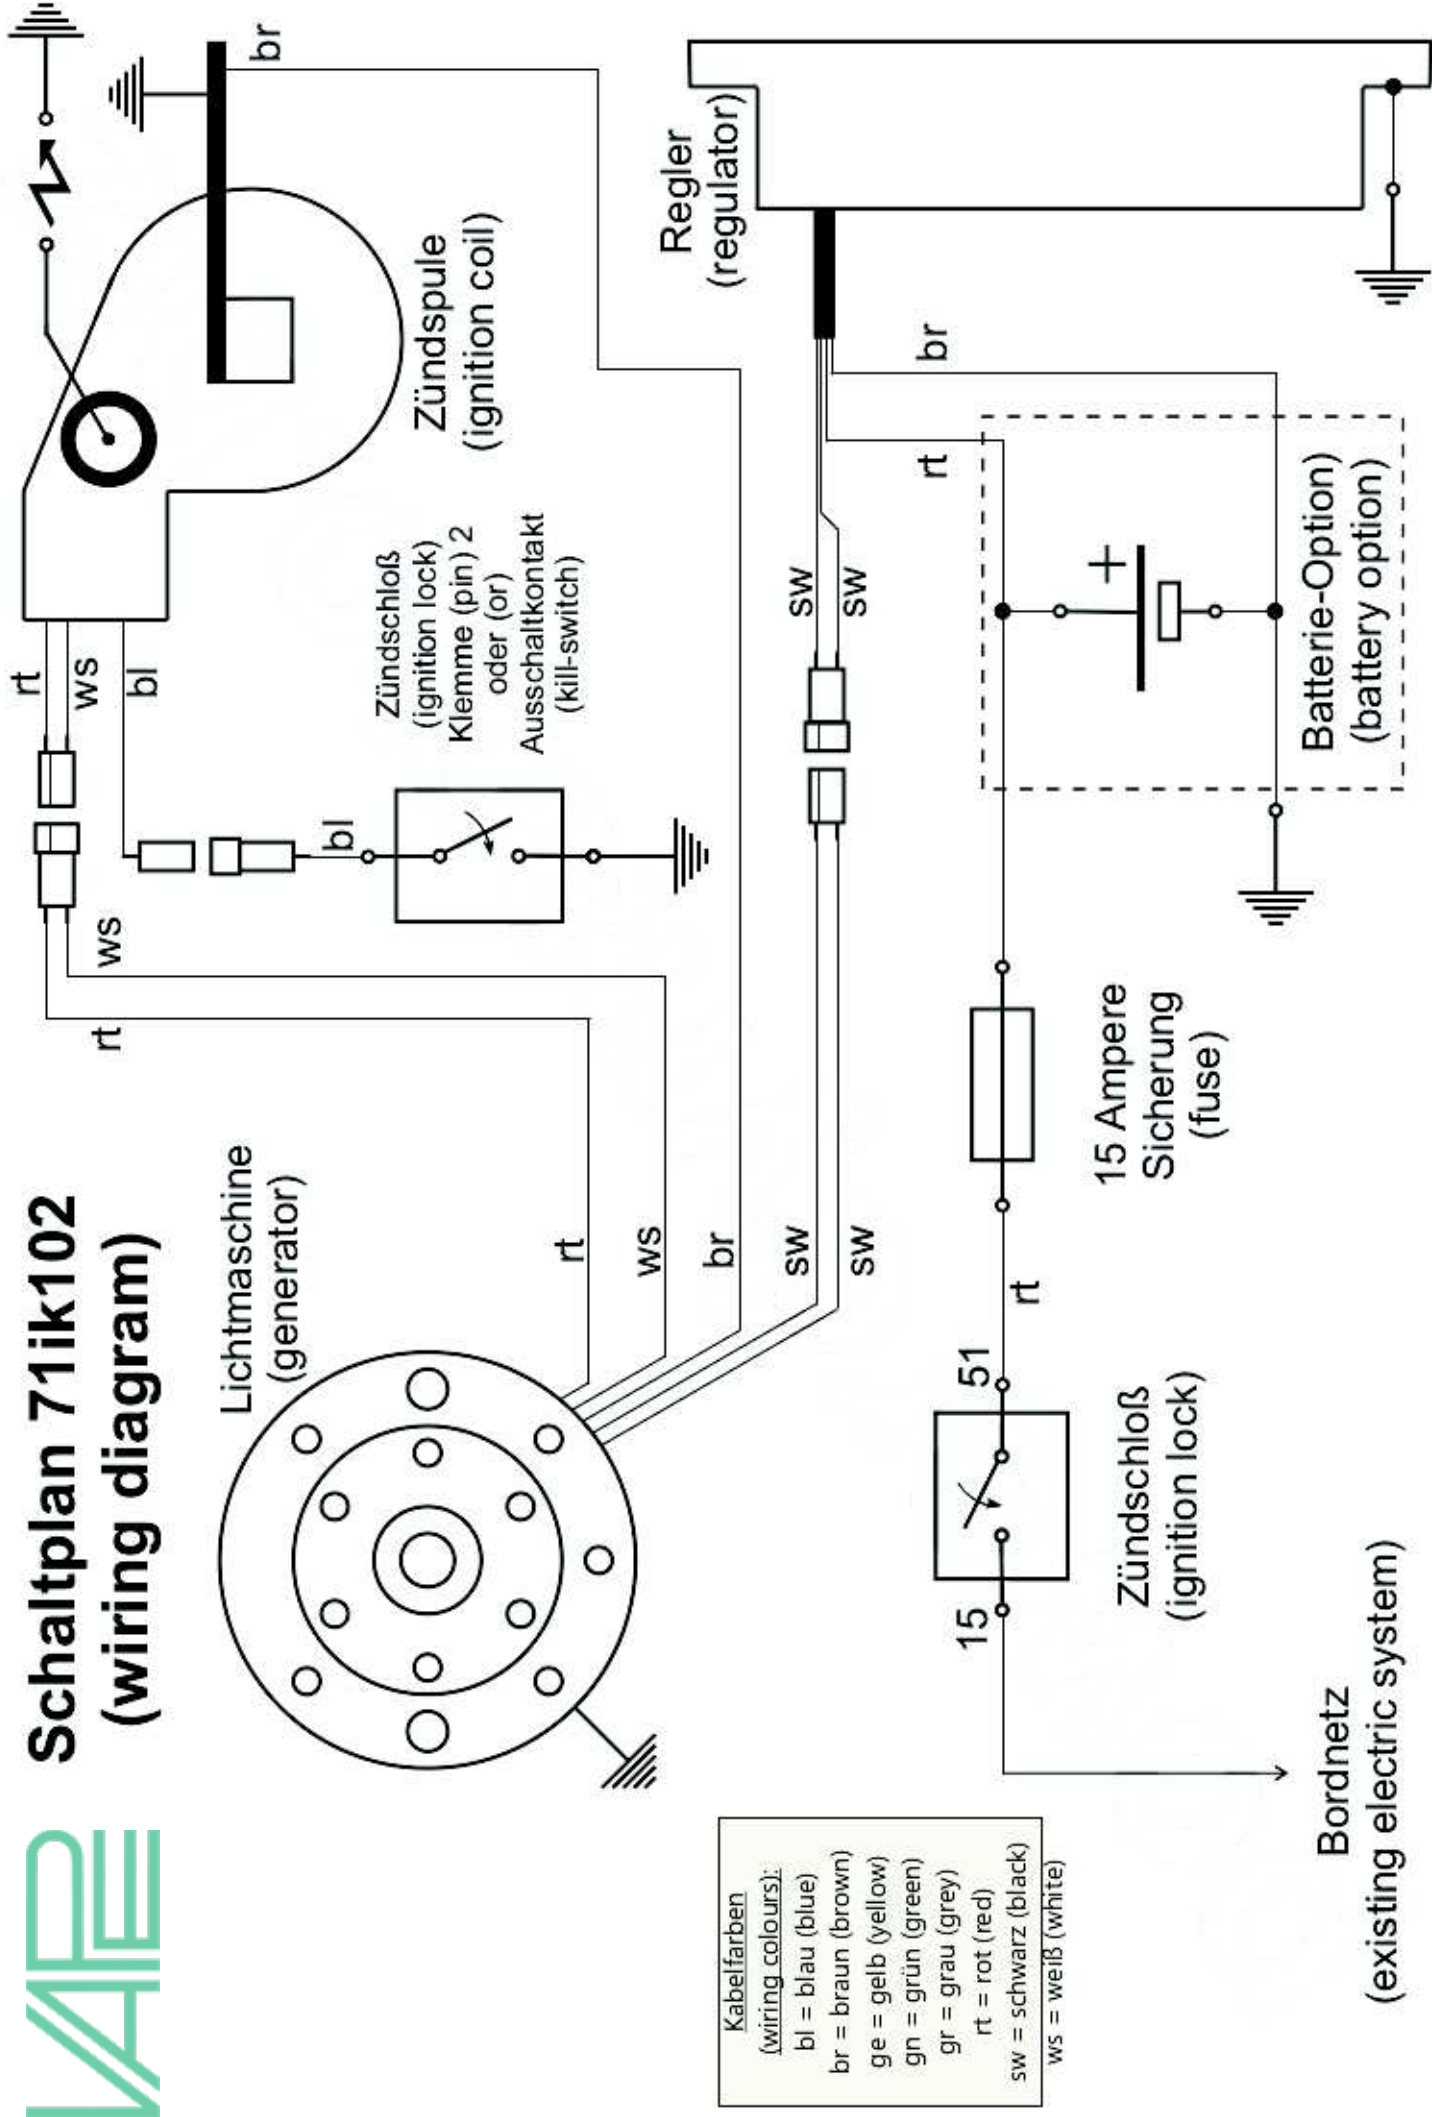 VAPE
Schaltplan 71ik102
(wiring diagram)
Lichtmaschine
(generator)
rt
ws
br
sw
sw
rt
ws
rt
ws
bl
bl
Zündschloß
(ignition lock)
Klemme (pin) 2
oder (or)
Ausschaltkontakt
(kill-switch)
Zündspule
(ignition coil)
br
Regler
(regulator)
sw
sw
rt
br
+
Batterie-Option)
(battery option)
15 Ampere
Sicherung
(fuse)
rt
51
15
Zündschloß
(ignition lock)
Bordnetz
(existing electric system)
Kabelfarben
(wiring colours):
bl = blau (blue)
br = braun (brown)
ge = gelb (yellow)
gn = grün (green)
gr = grau (grey)
rt = rot (red)
sw = schwarz (black)
ws = weiß (white)